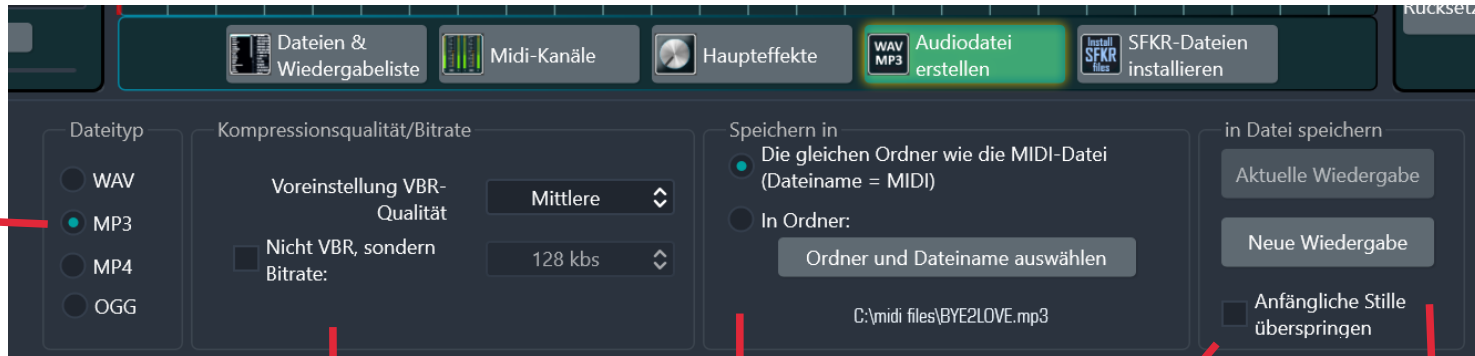 Rücksetz
Dateien &
Wiedergabeliste
Midi-Kanäle
Haupteffekte
WAV
MP3
Audiodatei
erstellen
Install
SFKR
files
SFKR-Dateien
installieren
Dateityp
WAV
MP3
MP4
OGG
Kompressionsqualität/Bitrate
Voreinstellung VBR-
Qualität
Mittlere
Nicht VBR, sondern
Bitrate:
128 kbs
Speichern in
Die gleichen Ordner wie die MIDI-Datei
(Dateiname = MIDI)
In Ordner:
Ordner und Dateiname auswählen
C:\midi files\BYE2LOVE.mp3
in Datei speichern
Aktuelle Wiedergabe
Neue Wiedergabe
Anfängliche Stille
überspringen